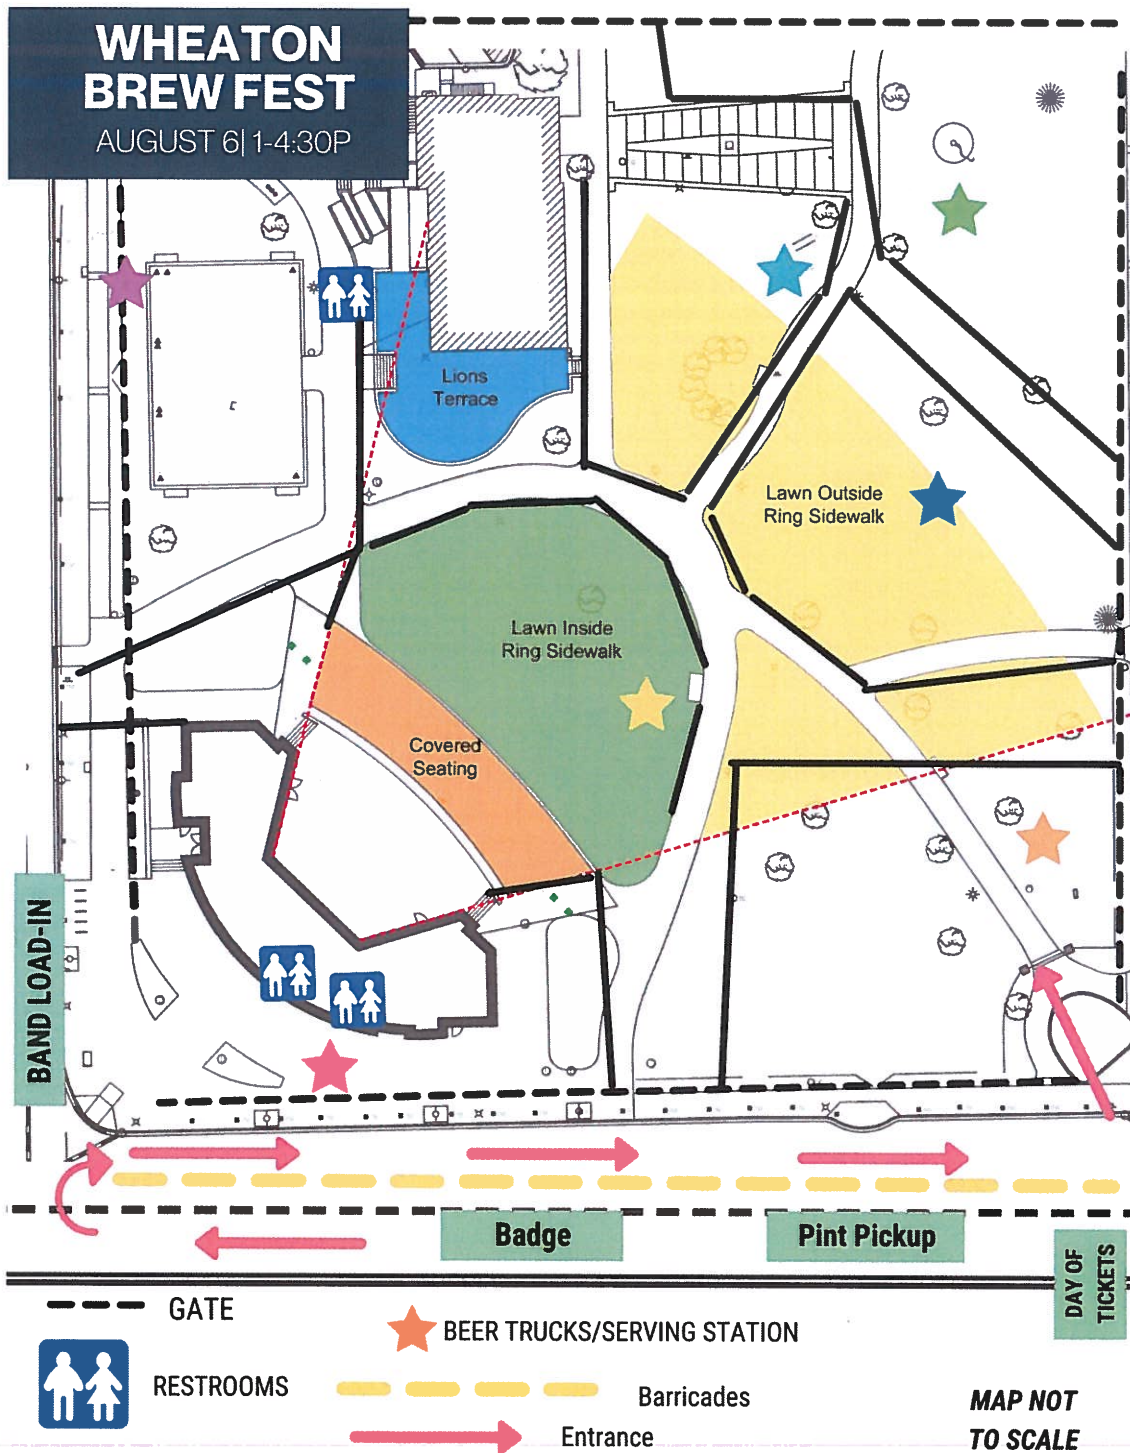 WHEATON
BREW FEST
AUGUST 6| 1-4:30P
Lions
Terrace
Lawn Outside
Ring Sidewalk
Lawn Inside
Ring Sidewalk
Covered
Seating
BAND LOAD-IN
Badge
Pint Pickup
DAY OF
TICKETS
GATE
BEER TRUCKS/SERVING STATION
RESTROOMS
Barricades
Entrance
MAP NOT
TO SCALE